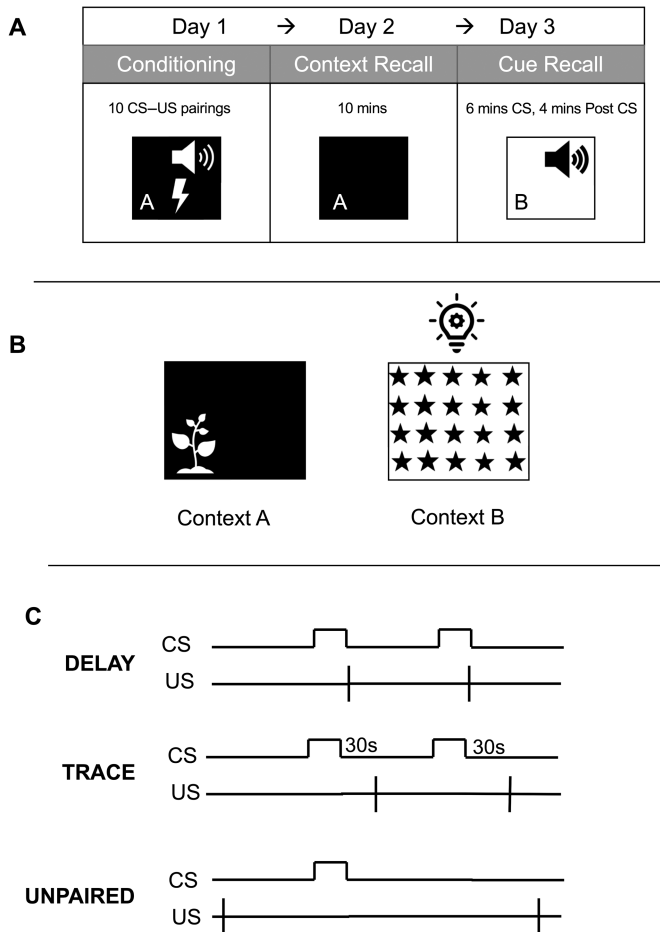 A
Day 1 → Day 2 → Day 3
Conditioning Context Recall Cue Recall
10 CS–US pairings 10 mins 6 mins CS, 4 mins Post CS
A A B
B
Context A Context B
C
CS
DELAY
US
CS 30s 30s
TRACE
US
CS
UNPAIRED
US